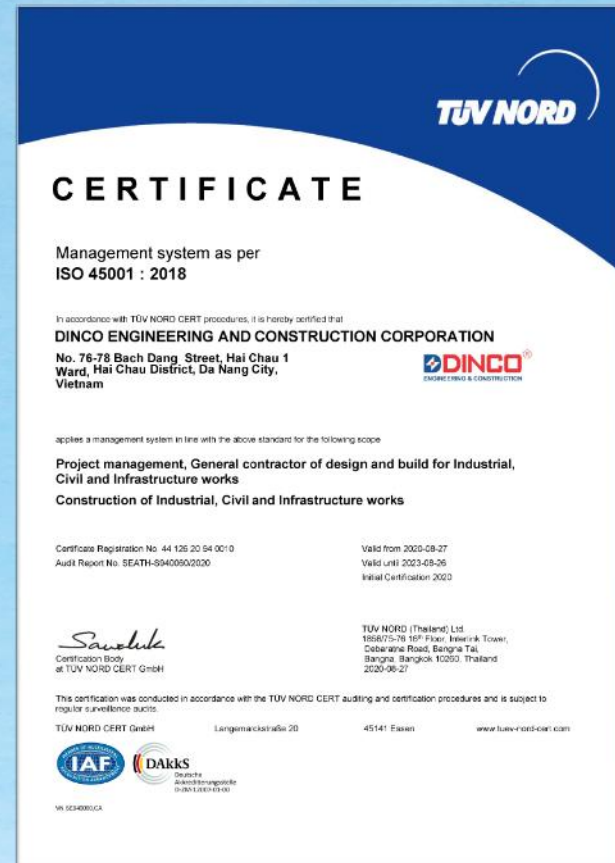 TÜV NORD
CERTIFICATE
Management system as per
ISO 45001 : 2018
In accordance with TÜV NORD CERT procedures, it is hereby certified that
DINCO ENGINEERING AND CONSTRUCTION CORPORATION
No. 76-78 Bach Dang Street, Hai Chau 1
Ward, Hai Chau District, Da Nang City,
Vietnam
DINCO®
ENGINEERING & CONSTRUCTION
applies a management system in line with the above standard for the following scope
Project management, General contractor of design and build for Industrial,
Civil and Infrastructure works
Construction of Industrial, Civil and Infrastructure works
Certificate Registration No. 44 126 20 94 0010
Audit Report No. SEATH-S940060/2020
Valid from 2020-08-27
Valid until 2023-08-26
Initial Certification 2020
Certification Body
at TÜV NORD CERT GmbH
TÜV NORD (Thailand) Ltd.
1858/75-76 16th Floor, Interlink Tower,
Debaratna Road, Bangna Tai,
Bangna, Bangkok 10260, Thailand
2020-08-27
This certification was conducted in accordance with the TÜV NORD CERT auditing and certification procedures and is subject to
regular surveillance audits.
TÜV NORD CERT GmbH Langemarckstraße 20 45141 Essen www.tuev-nord-cert.com
IAF
DAkkS
Deutsche
Akkreditierungsstelle